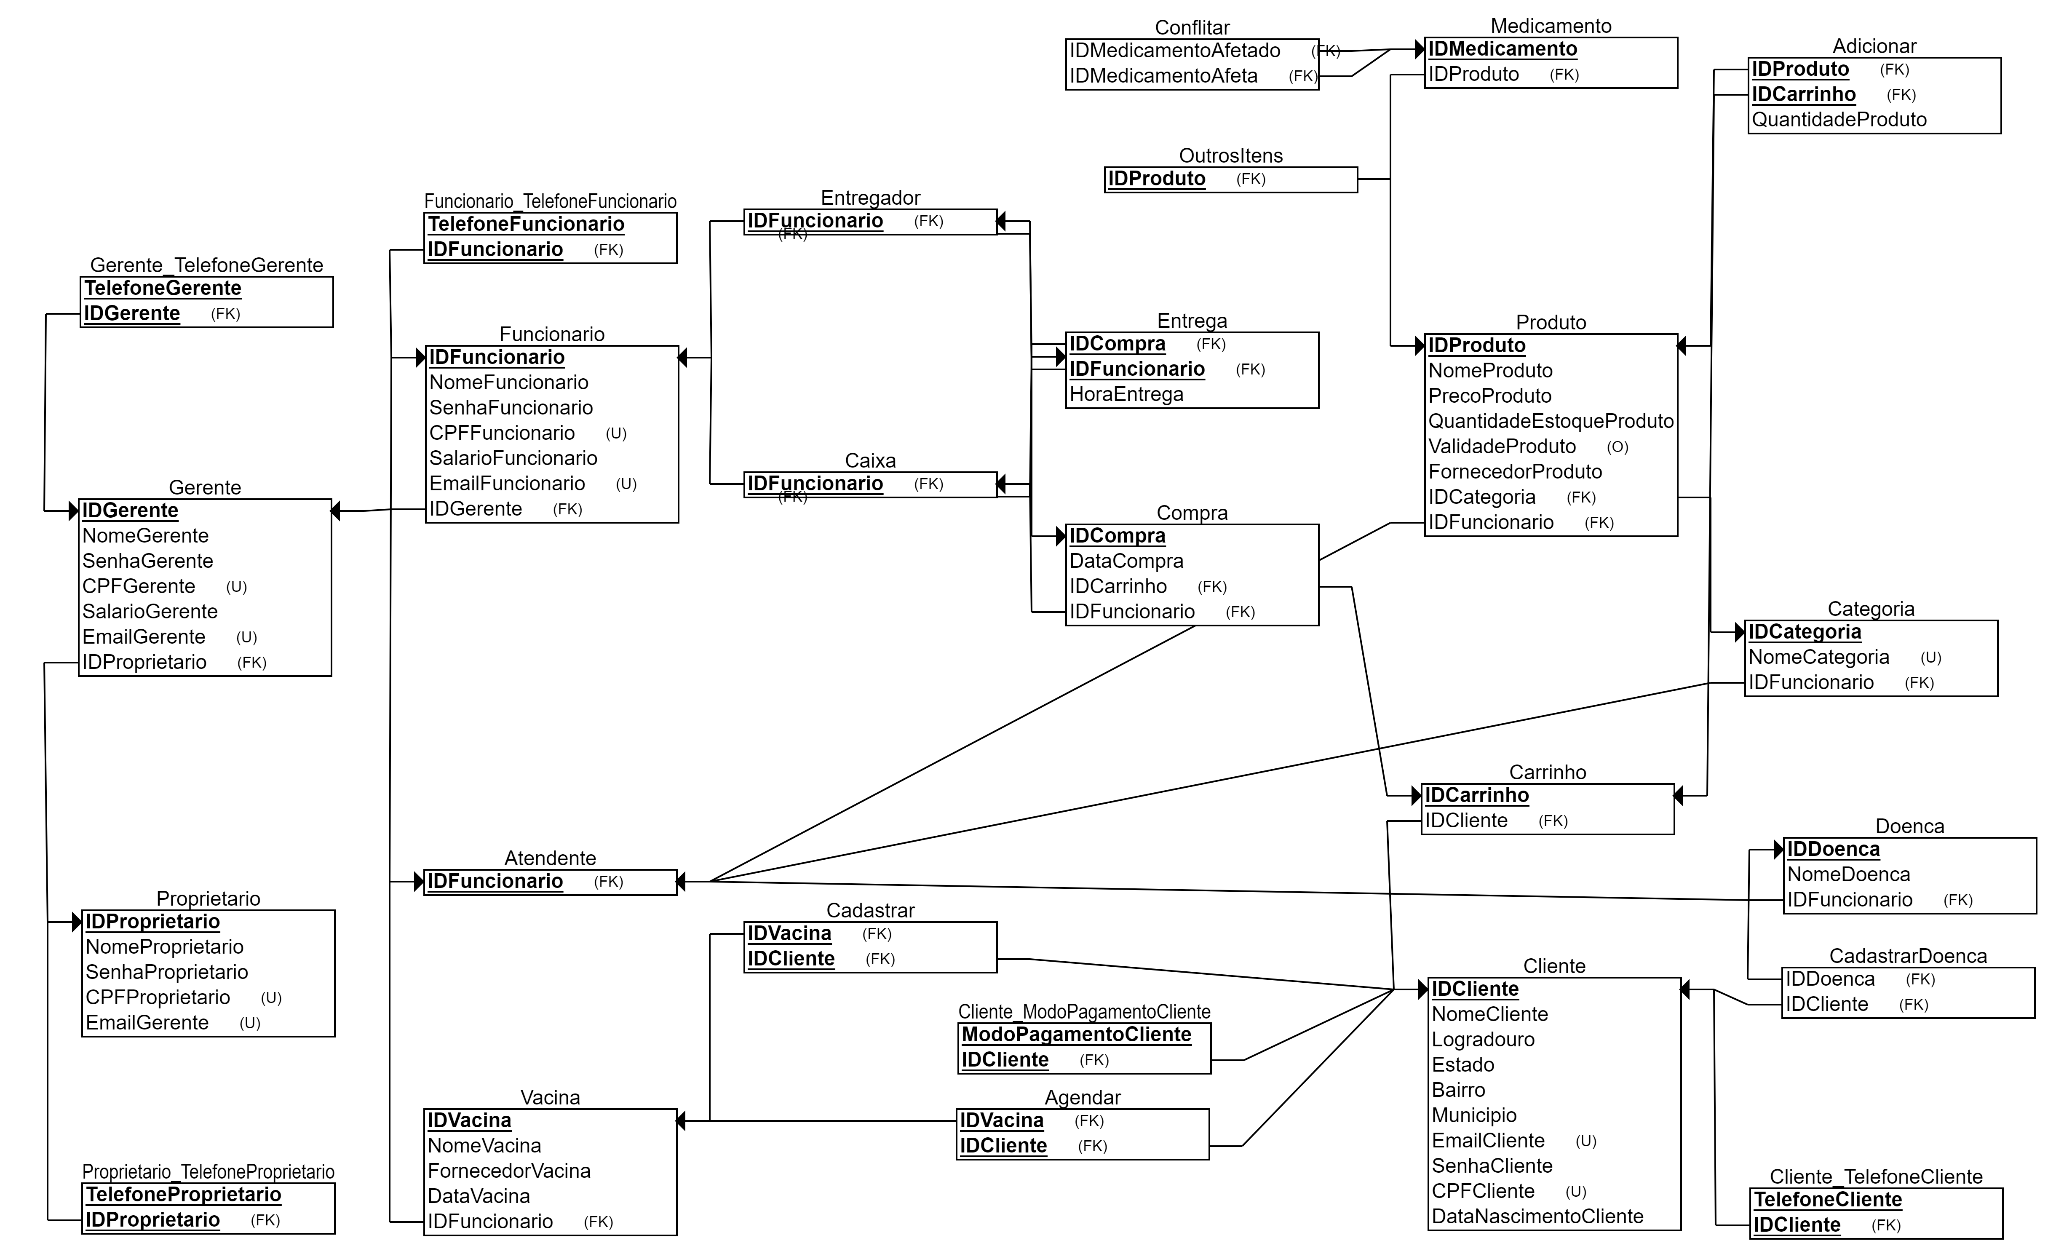 Conflitar
IDMedicamentoAfetado (FK)
IDMedicamentoAfeta (FK)
Medicamento
IDMedicamento
IDProduto (FK)
Adicionar
IDProduto (FK)
IDCarrinho (FK)
QuantidadeProduto
OutrosItens
IDProduto (FK)
Funcionario_TelefoneFuncionario
TelefoneFuncionario
IDFuncionario (FK)
Entregador
IDFuncionario (FK)
(FK)
Gerente_TelefoneGerente
TelefoneGerente
IDGerente (FK)
Funcionario
IDFuncionario
NomeFuncionario
SenhaFuncionario
CPFFuncionario (U)
SalarioFuncionario
EmailFuncionario (U)
IDGerente (FK)
Entrega
IDCompra (FK)
IDFuncionario (FK)
HoraEntrega
Produto
IDProduto
NomeProduto
PrecoProduto
QuantidadeEstoqueProduto
ValidadeProduto (O)
FornecedorProduto
IDCategoria (FK)
IDFuncionario (FK)
Caixa
IDFuncionario (FK)
(FK)
Gerente
IDGerente
NomeGerente
SenhaGerente
CPFGerente (U)
SalarioGerente
EmailGerente (U)
IDProprietario (FK)
Compra
IDCompra
DataCompra
IDCarrinho (FK)
IDFuncionario (FK)
Categoria
IDCategoria
NomeCategoria (U)
IDFuncionario (FK)
Carrinho
IDCarrinho
IDCliente (FK)
Doenca
IDDoenca
NomeDoenca
IDFuncionario (FK)
Atendente
IDFuncionario (FK)
Proprietario
IDProprietario
NomeProprietario
SenhaProprietario
CPFProprietario (U)
EmailGerente (U)
Cadastrar
IDVacina (FK)
IDCliente (FK)
CadastrarDoenca
IDDoenca (FK)
IDCliente (FK)
Cliente
IDCliente
NomeCliente
Logradouro
Estado
Bairro
Municipio
EmailCliente (U)
SenhaCliente
CPFCliente (U)
DataNascimentoCliente
Cliente_ModoPagamentoCliente
ModoPagamentoCliente
IDCliente (FK)
Vacina
IDVacina
NomeVacina
FornecedorVacina
DataVacina
IDFuncionario (FK)
Agendar
IDVacina (FK)
IDCliente (FK)
Proprietario_TelefoneProprietario
TelefoneProprietario
IDProprietario (FK)
Cliente_TelefoneCliente
TelefoneCliente
IDCliente (FK)